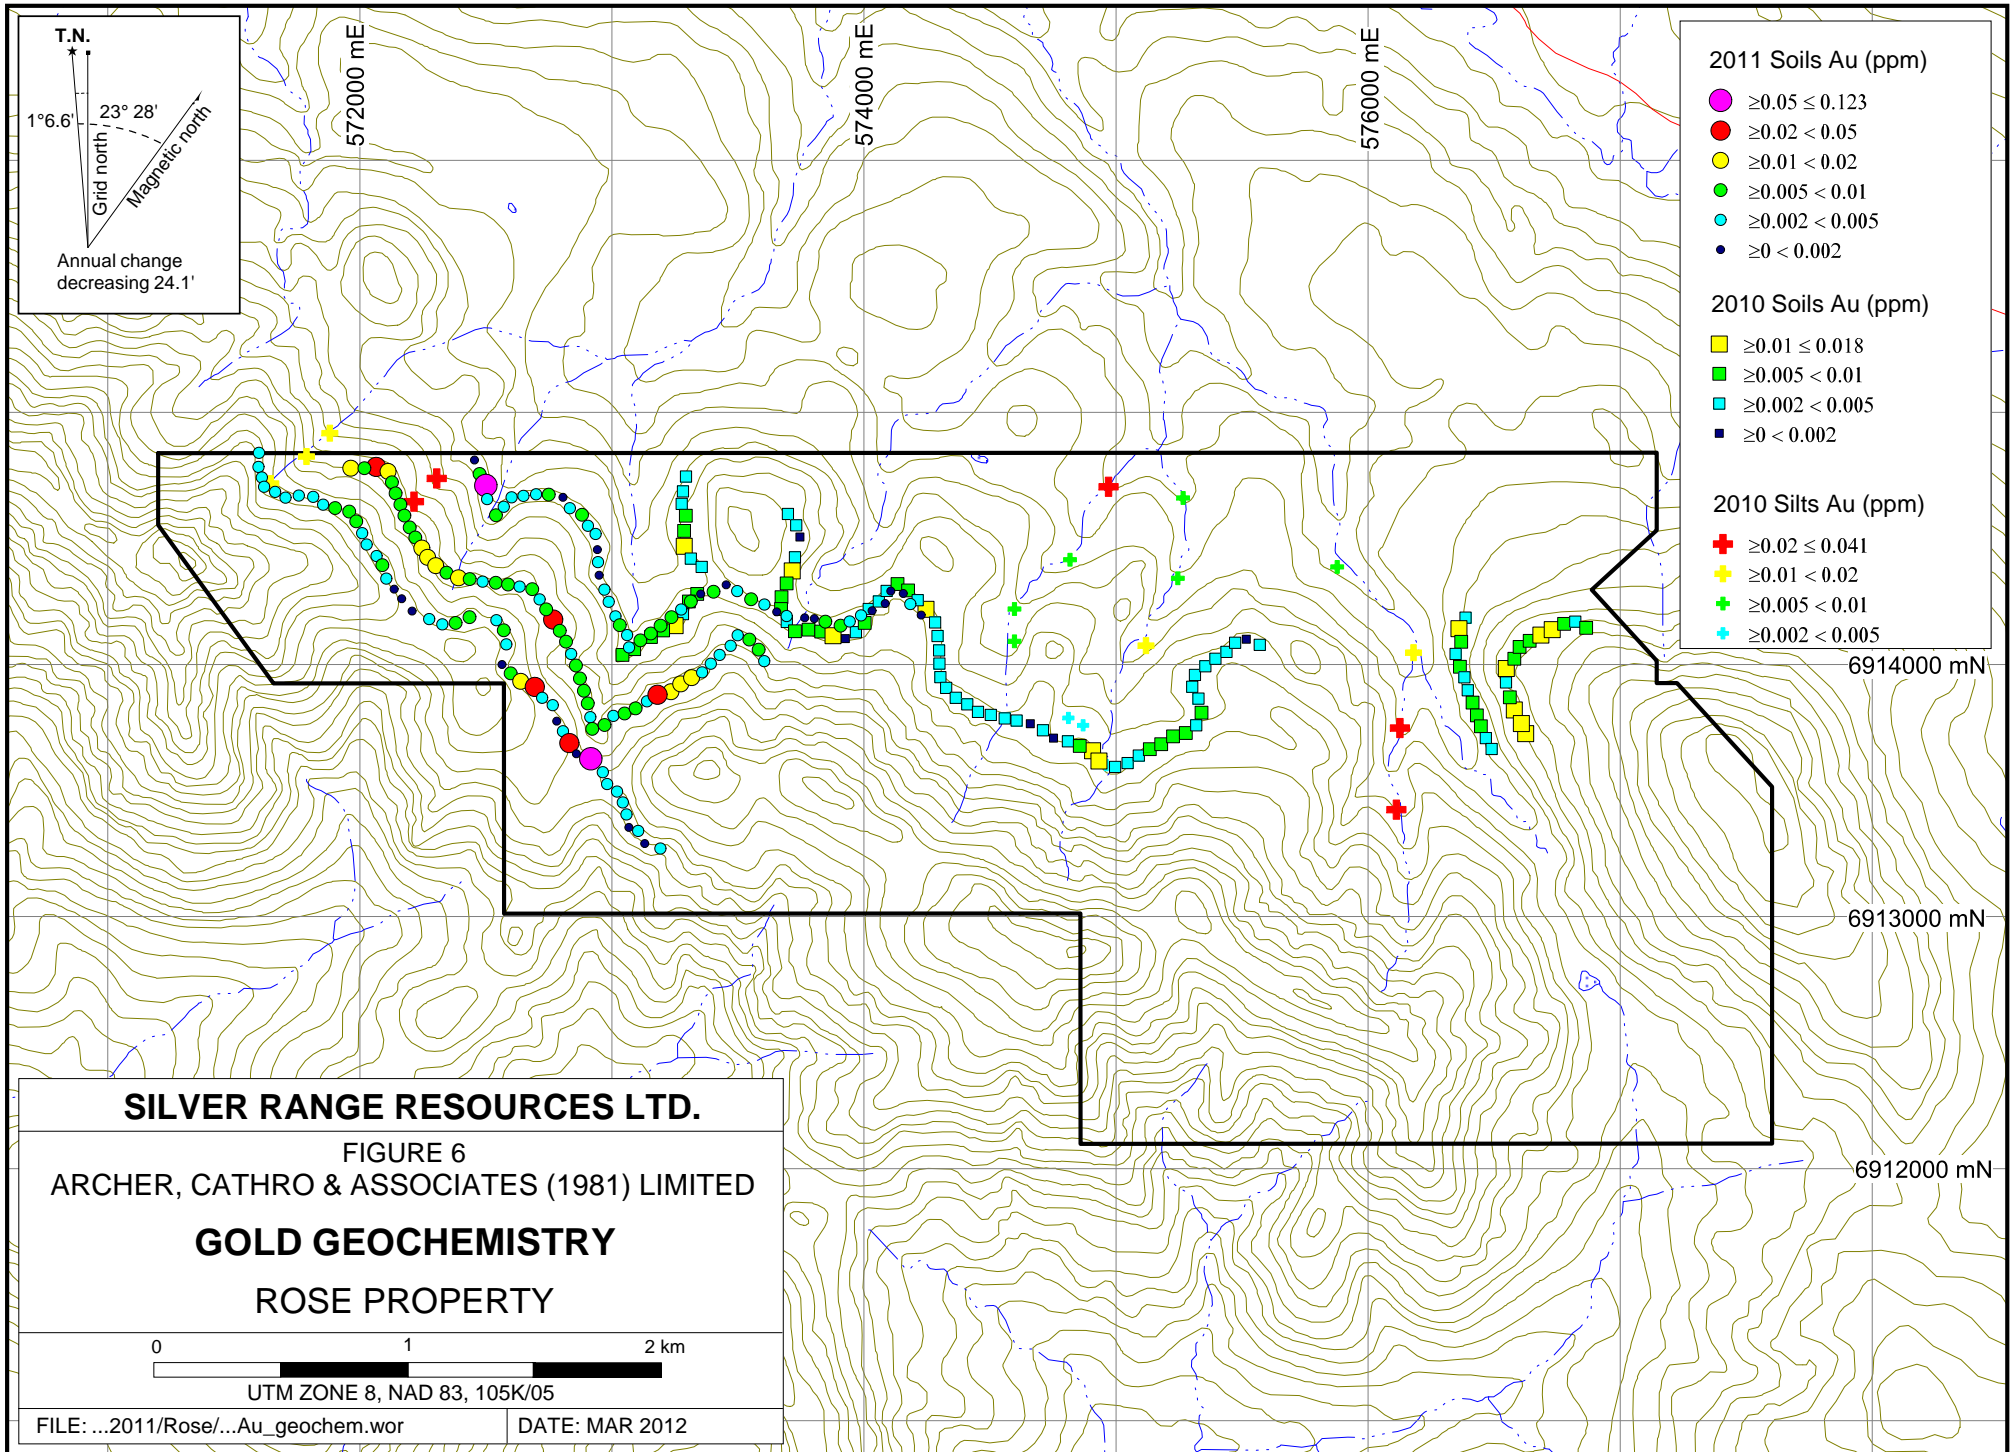 T.N.
1°6.6'
23° 28'
Grid north
Magnetic north
Annual change
decreasing 24.1'
572000 mE
574000 mE
576000 mE
2011 Soils Au (ppm)
≥0.05 ≤ 0.123
≥0.02 < 0.05
≥0.01 < 0.02
≥0.005 < 0.01
≥0.002 < 0.005
≥0 < 0.002
2010 Soils Au (ppm)
≥0.01 ≤ 0.018
≥0.005 < 0.01
≥0.002 < 0.005
≥0 < 0.002
2010 Silts Au (ppm)
≥0.02 ≤ 0.041
≥0.01 < 0.02
≥0.005 < 0.01
≥0.002 < 0.005
6914000 mN
6913000 mN
6912000 mN
SILVER RANGE RESOURCES LTD.
FIGURE 6
ARCHER, CATHRO & ASSOCIATES (1981) LIMITED
GOLD GEOCHEMISTRY
ROSE PROPERTY
0 1 2 km
UTM ZONE 8, NAD 83, 105K/05
FILE: ...2011/Rose/...Au_geochem.wor
DATE: MAR 2012